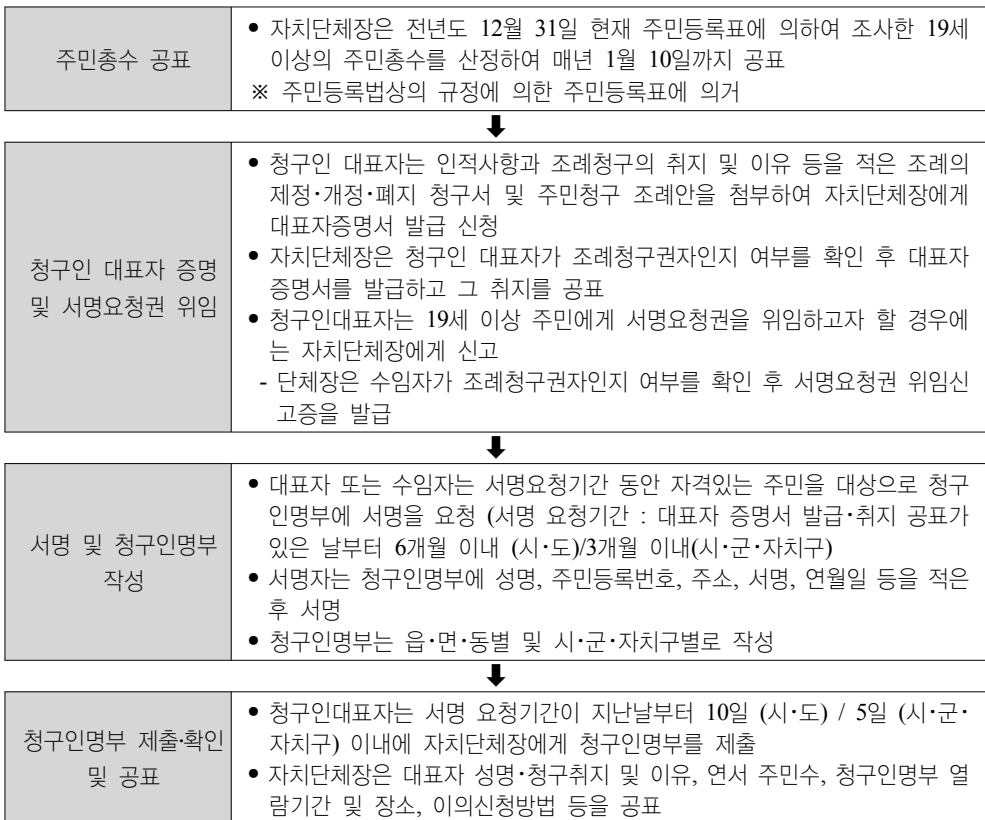 주민총수 공표
• 자치단체장은 전년도 12월 31일 현재 주민등록표에 의하여 조사한 19세
이상의 주민총수를 산정하여 매년 1월 10일까지 공표
※ 주민등록법상의 규정에 의한 주민등록표에 의거
청구인 대표자 증명
및 서명요청권 위임
• 청구인 대표자는 인적사항과 조례청구의 취지 및 이유 등을 적은 조례의
제정·개정·폐지 청구서 및 주민청구 조례안을 첨부하여 자치단체장에게
대표자증명서 발급 신청
• 자치단체장은 청구인 대표자가 조례청구권자인지 여부를 확인 후 대표자
증명서를 발급하고 그 취지를 공표
• 청구인대표자는 19세 이상 주민에게 서명요청권을 위임하고자 할 경우에
는 자치단체장에게 신고
- 단체장은 수임자가 조례청구권자인지 여부를 확인 후 서명요청권 위임신
고증을 발급
서명 및 청구인명부
작성
• 대표자 또는 수임자는 서명요청기간 동안 자격있는 주민을 대상으로 청구
인명부에 서명을 요청 (서명 요청기간 : 대표자 증명서 발급·취지 공표가
있은 날부터 6개월 이내 (시·도)/3개월 이내(시·군·자치구)
• 서명자는 청구인명부에 성명, 주민등록번호, 주소, 서명, 연월일 등을 적은
후 서명
• 청구인명부는 읍·면·동별 및 시·군·자치구별로 작성
청구인명부 제출·확인
및 공표
• 청구인대표자는 서명 요청기간이 지난날부터 10일 (시·도) / 5일 (시·군·
자치구) 이내에 자치단체장에게 청구인명부를 제출
• 자치단체장은 대표자 성명·청구취지 및 이유, 연서 주민수, 청구인명부 열
람기간 및 장소, 이의신청방법 등을 공표